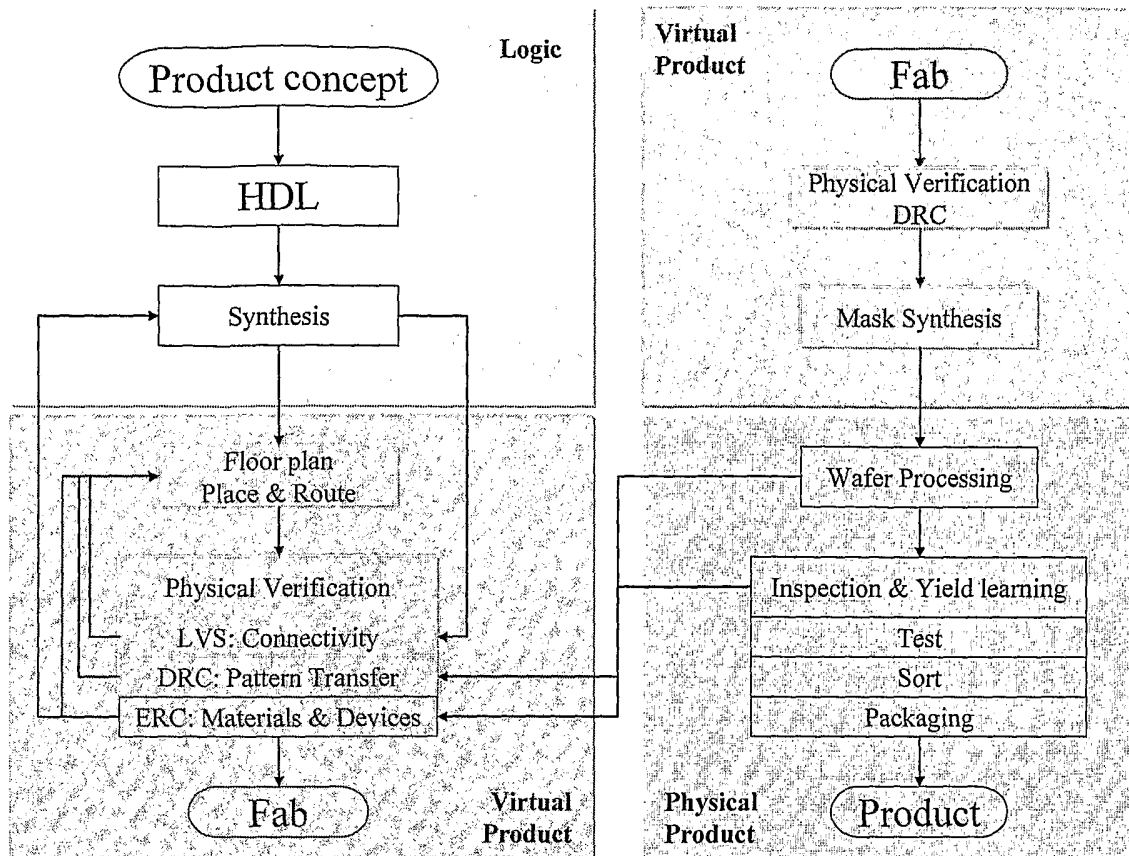 Logic
Product concept
HDL
Synthesis
Floor plan
Place & Route
Physical Verification
LVS: Connectivity
DRC: Pattern Transfer
ERC: Materials & Devices
Fab
Virtual
Product
Virtual
Product
Fab
Physical Verification
DRC
Mask Synthesis
Wafer Processing
Inspection & Yield learning
Test
Sort
Packaging
Product
Physical
Product